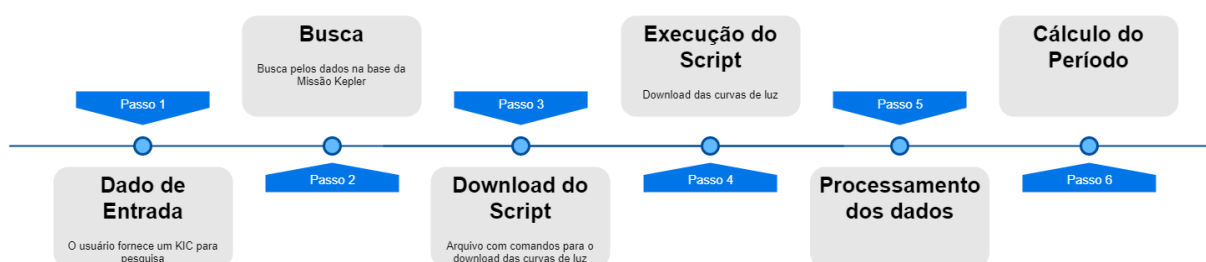 Passo 1
Dado de
Entrada
O usuário fornece um KIC para
pesquisa
Busca
Busca pelos dados na base da
Missão Kepler
Passo 2
Passo 3
Download do
Script
Arquivo com comandos para o
download das curvas de luz
Execução do
Script
Download das curvas de luz
Passo 4
Passo 5
Processamento
dos dados
Cálculo do
Período
Passo 6